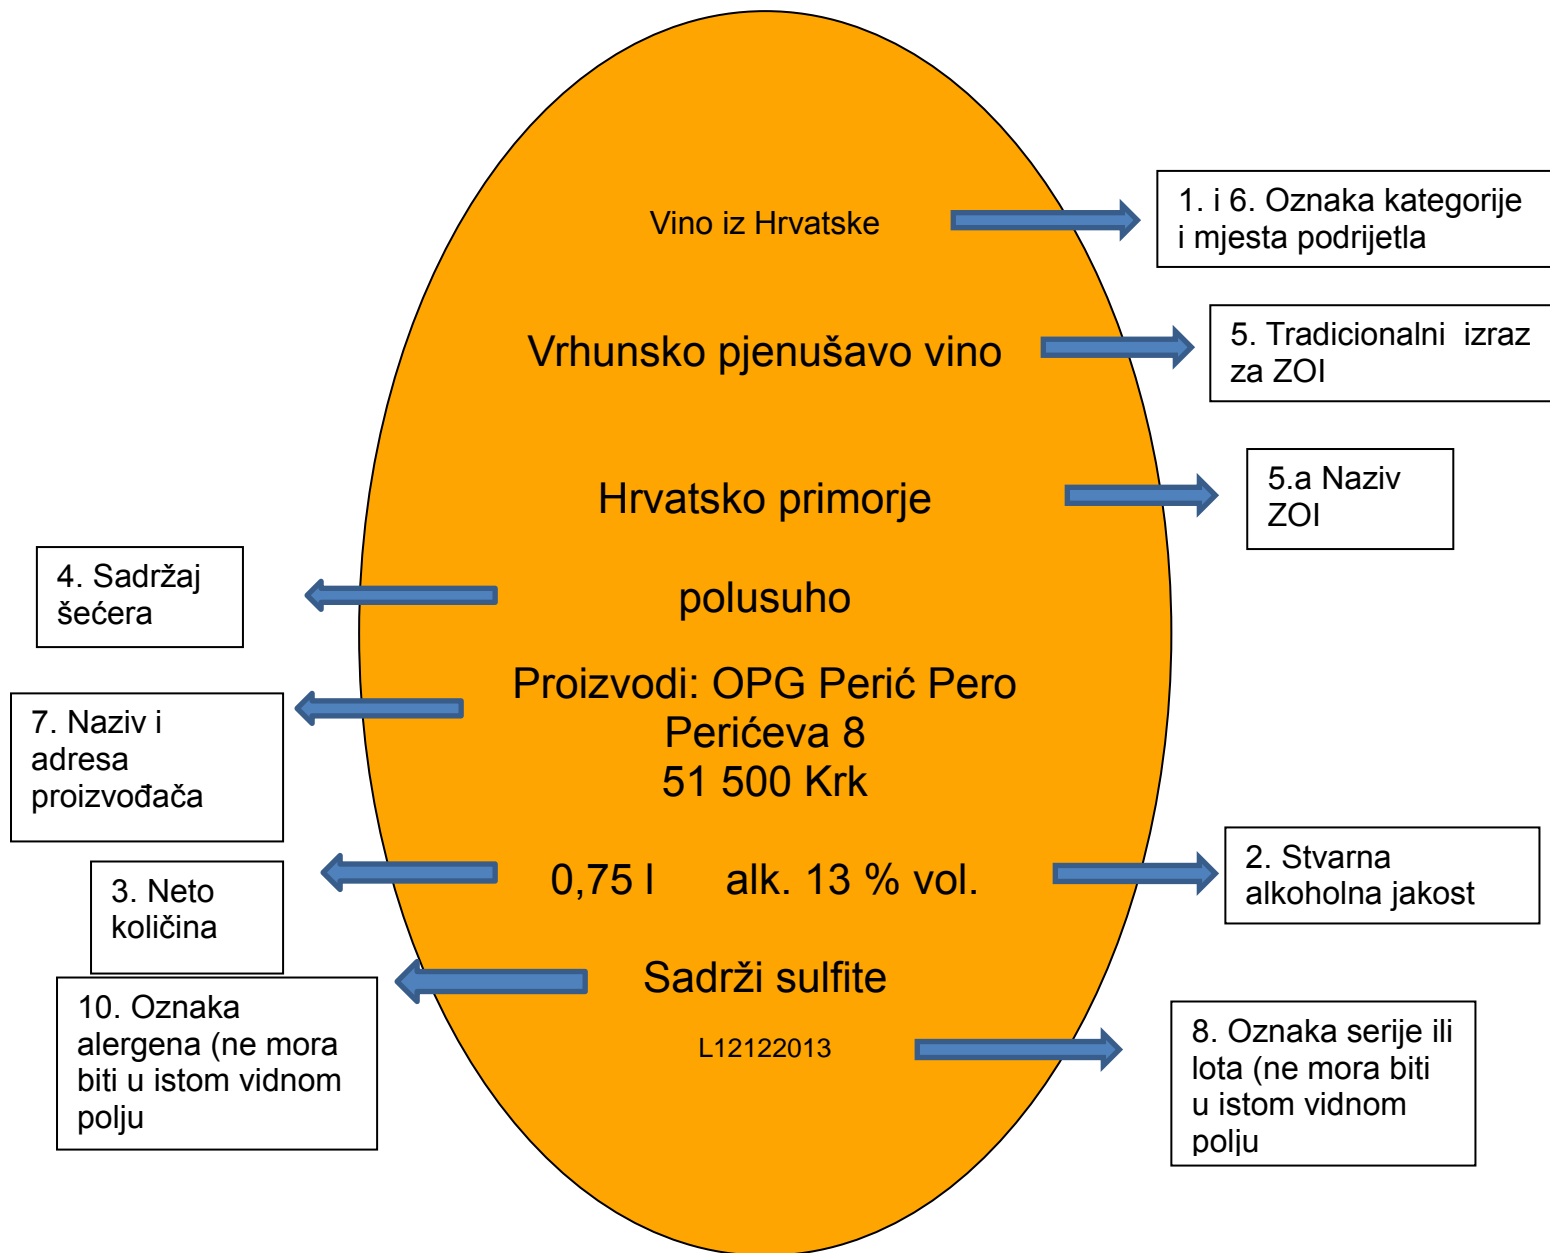 Vino iz Hrvatske
1. i 6. Oznaka kategorije
i mjesta podrijetla
Vrhunsko pjenušavo vino
5. Tradicionalni izraz
za ZOI
Hrvatsko primorje
5.a Naziv
ZOI
4. Sadržaj
šećera
polusuho
7. Naziv i
adresa
proizvođača
Proizvodi: OPG Perić Pero
Perićeva 8
51 500 Krk
3. Neto
količina
0,75 l alk. 13 % vol.
2. Stvarna
alkoholna jakost
10. Oznaka
alergena (ne mora
biti u istom vidnom
polju
Sadrži sulfite
L12122013
8. Oznaka serije ili
lota (ne mora biti
u istom vidnom
polju